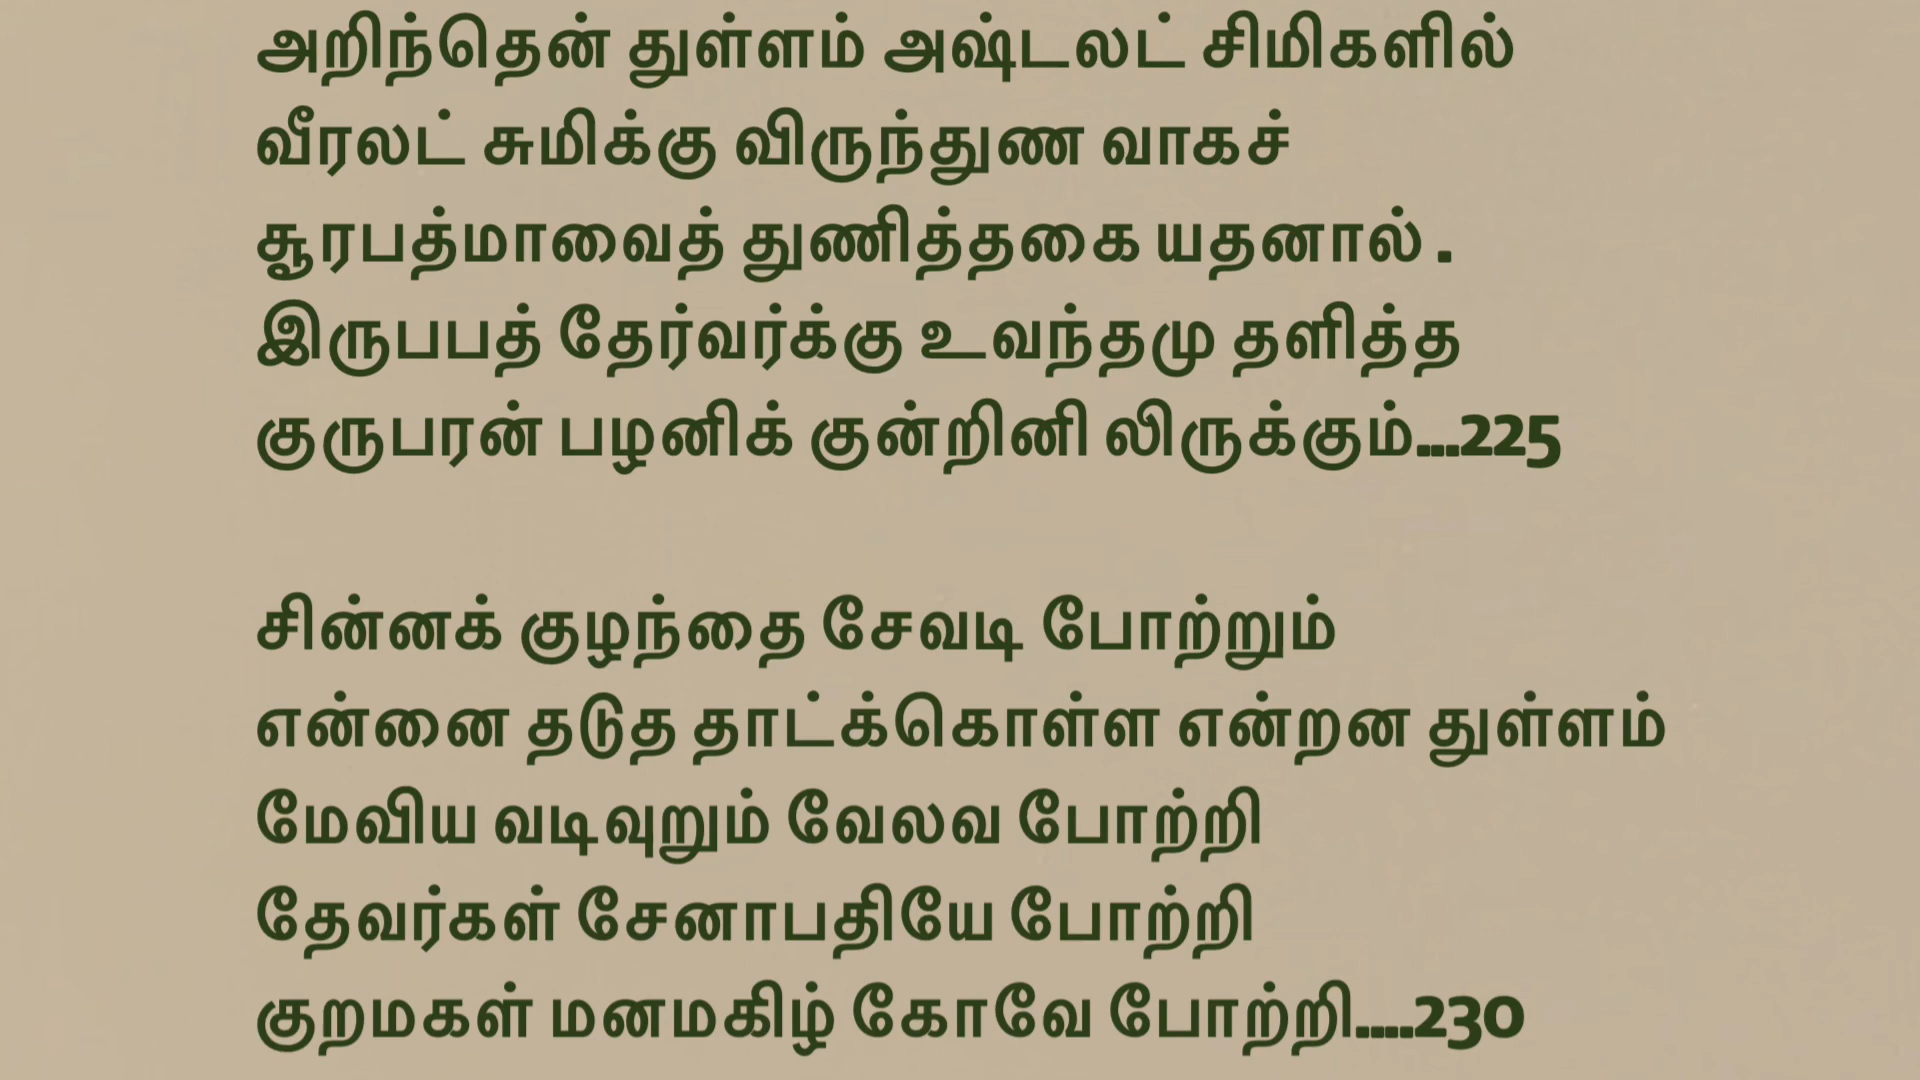 அறிந்தென் துள்ளம் அஷ்டலட் சிமிகளில்
வீரலட் சுமிக்கு விருந்துண வாகச்
சூரபத்மாவைத் துணித்தகை யதனால் .
இருபபத் தேர்வர்க்கு உவந்தமு தளித்த
குருபரன் பழனிக் குன்றினி லிருக்கும்...225
சின்னக் குழந்தை சேவடி போற்றும்
என்னை தடுத தாட்க்கொள்ள என்றன துள்ளம்
மேவிய வடிவுறும் வேலவ போற்றி
தேவர்கள் சேனாபதியே போற்றி
குறமகள் மனமகிழ் கோவே போற்றி....230